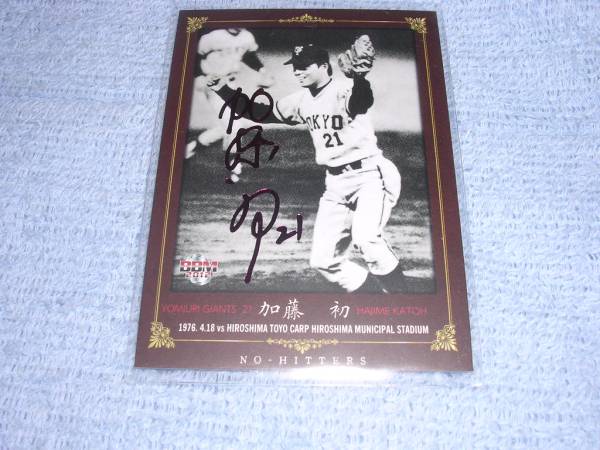 TOKYO
21
加藤初
21
BBM
2012
YOMIURI GIANTS 21 加藤 初 HAJIME KATOH
1976. 4.18 vs HIROSHIMA TOYO CARP HIROSHIMA MUNICIPAL STADIUM
NO-HITTERS